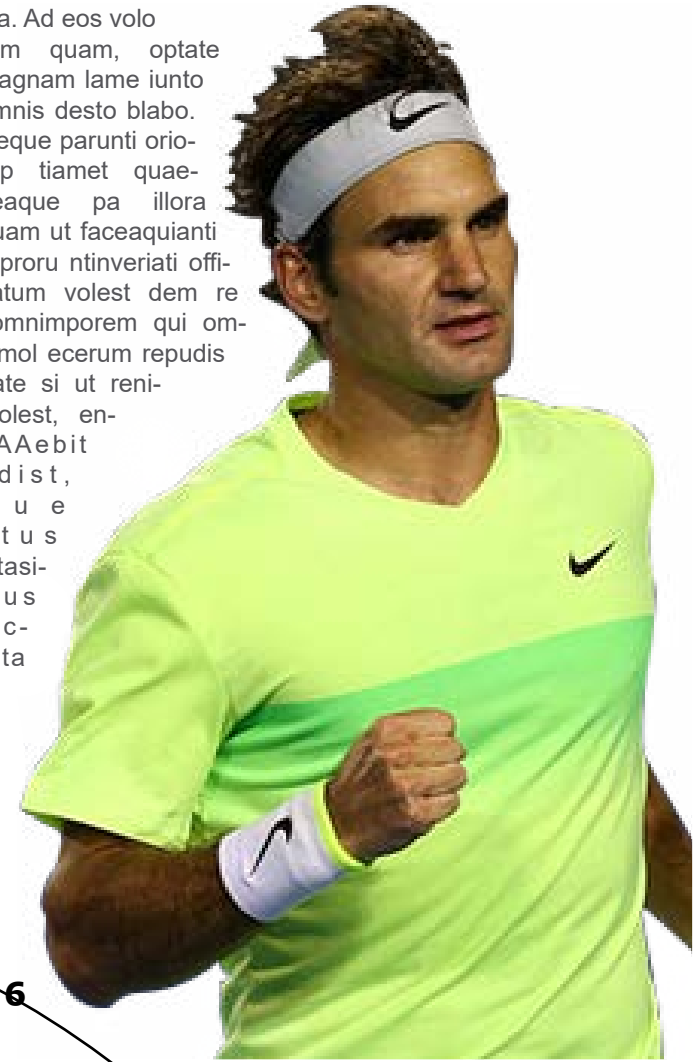 a. Ad eos volo
m quam, optate
agnam lame iunto
mnis desto blabo.
eque parunti orio-
p tiamet quae-
eaque pa illora
uam ut faceaquianti
proru ntinveriati offi-
atum volest dem re
omnimporem qui om-
mol ecerum repudis
ate si ut reni-
olest, en-
AAebit
dist,
u e
tus
tasi-
us
c-
ta
6